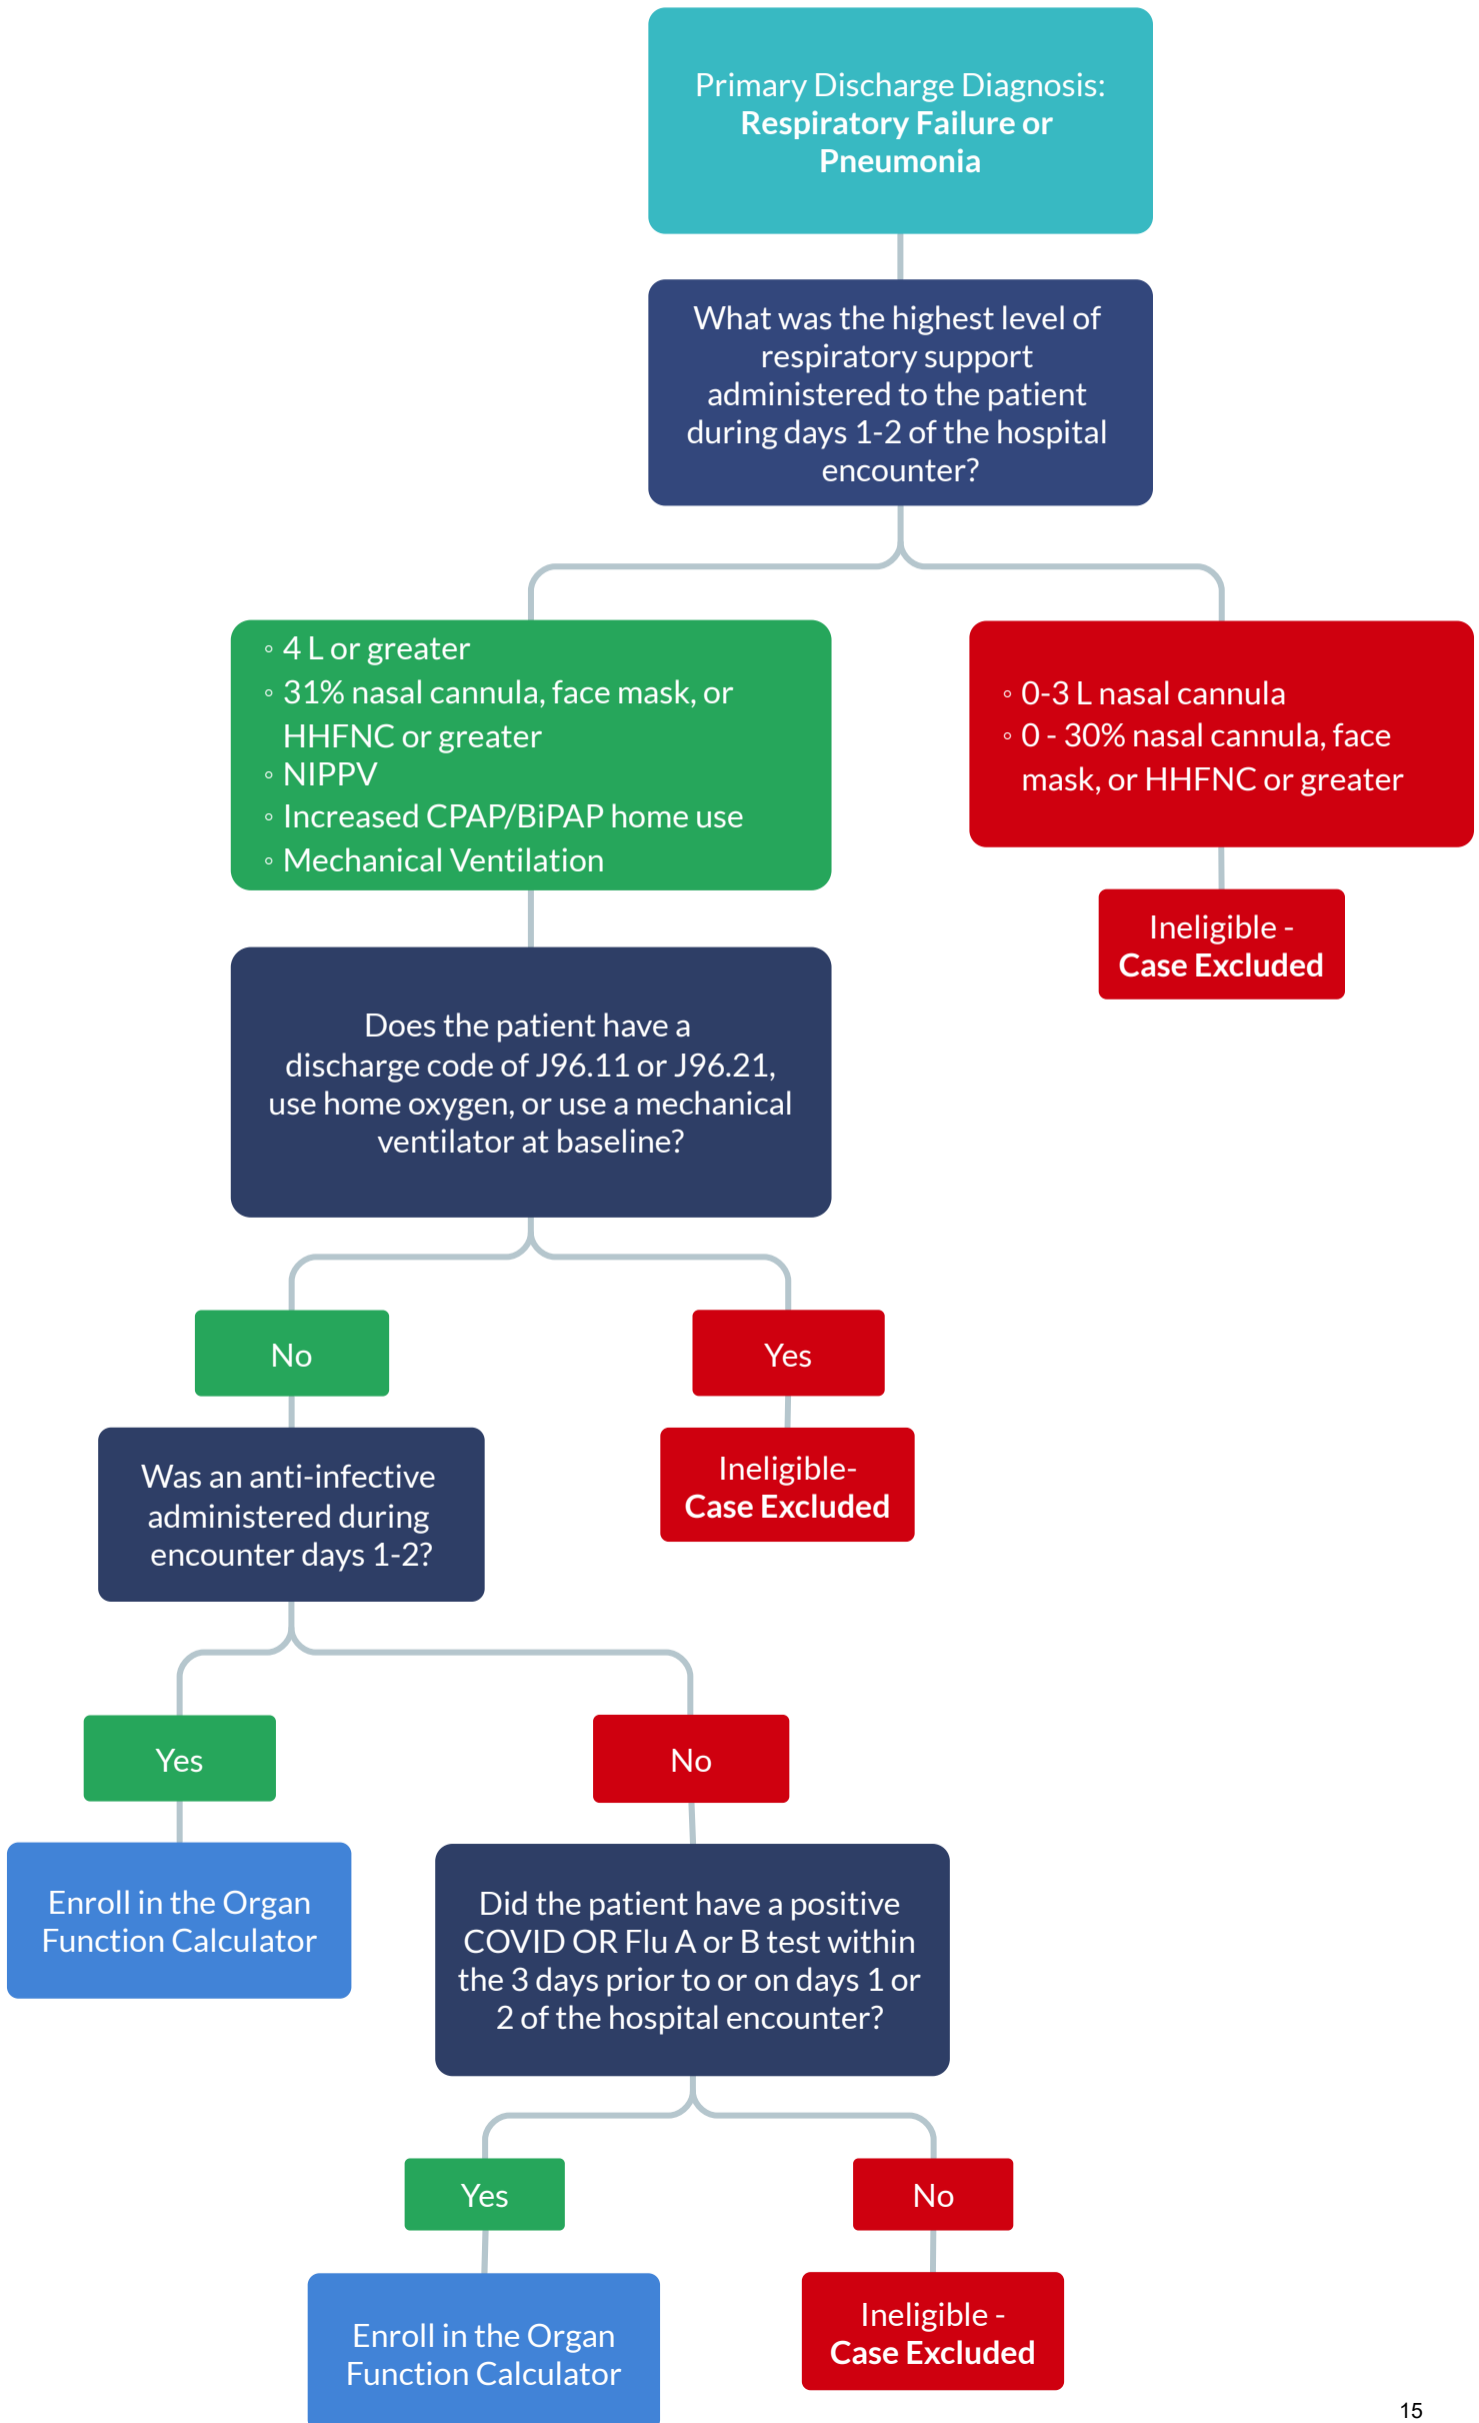 Primary Discharge Diagnosis:
Respiratory Failure or
Pneumonia
What was the highest level of
respiratory support
administered to the patient
during days 1-2 of the hospital
encounter?
◦ 4 L or greater
◦ 31% nasal cannula, face mask, or
HHFNC or greater
◦ NIPPV
◦ Increased CPAP/BiPAP home use
◦ Mechanical Ventilation
◦ 0-3 L nasal cannula
◦ 0 - 30% nasal cannula, face
mask, or HHFNC or greater
Ineligible -
Case Excluded
Does the patient have a
discharge code of J96.11 or J96.21,
use home oxygen, or use a mechanical
ventilator at baseline?
No
Yes
Ineligible-
Case Excluded
Was an anti-infective
administered during
encounter days 1-2?
Yes
No
Enroll in the Organ
Function Calculator
Did the patient have a positive
COVID OR Flu A or B test within
the 3 days prior to or on days 1 or
2 of the hospital encounter?
Yes
No
Enroll in the Organ
Function Calculator
Ineligible -
Case Excluded
15